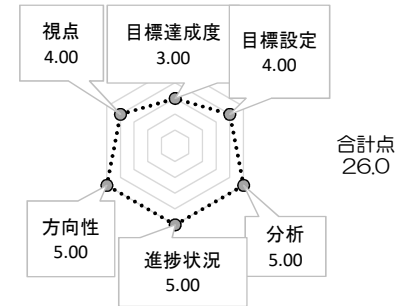 視点
4.00
目標達成度
3.00
目標設定
4.00
合計点
26.0
方向性
5.00
進捗状況
5.00
分析
5.00